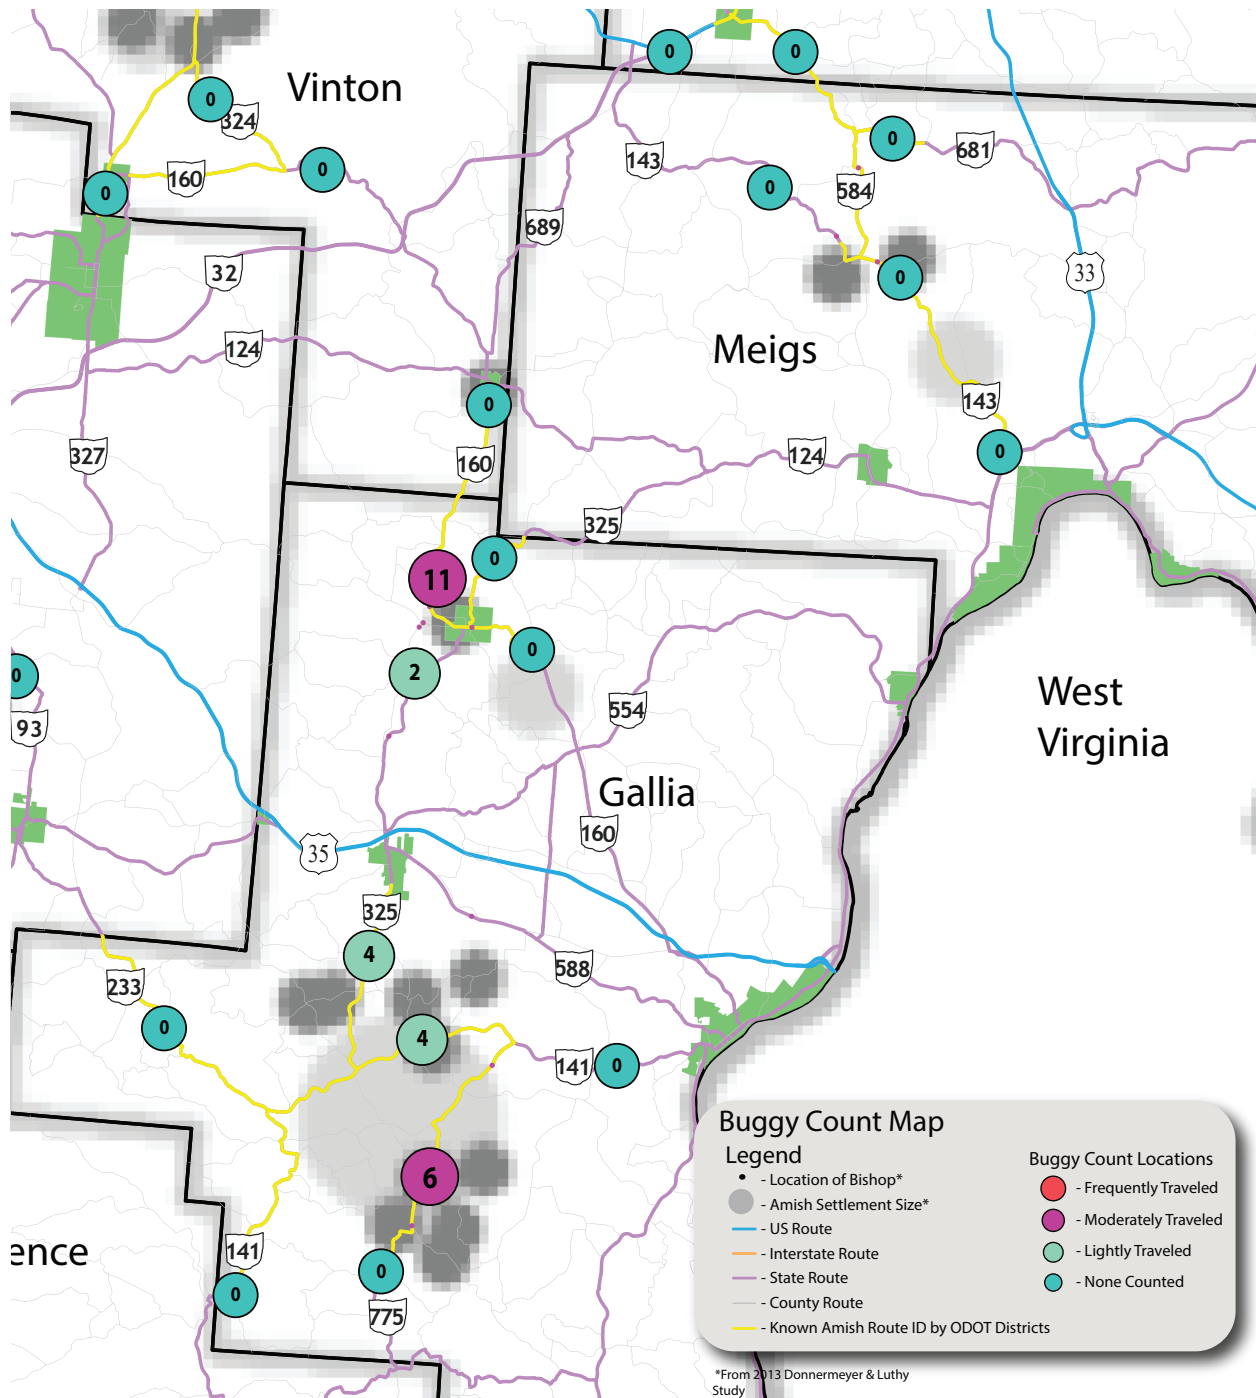 0
0
Vinton
0
324
0
681
143
0
160
0
584
0
0
689
32
33
0
124
Meigs
143
0
327
0
124
160
325
0
11
0
2
0
West
Virginia
554
93
Gallia
160
35
325
4
588
233
0
4
141
0
6
141
ence
0
0
775
Buggy Count Map
Legend
- Location of Bishop*
- Amish Settlement Size*
- US Route
- Interstate Route
- State Route
- County Route
- Known Amish Route ID by ODOT Districts
Buggy Count Locations
- Frequently Traveled
- Moderately Traveled
- Lightly Traveled
- None Counted
*From 2013 Donnermeyer & Luthy
Study